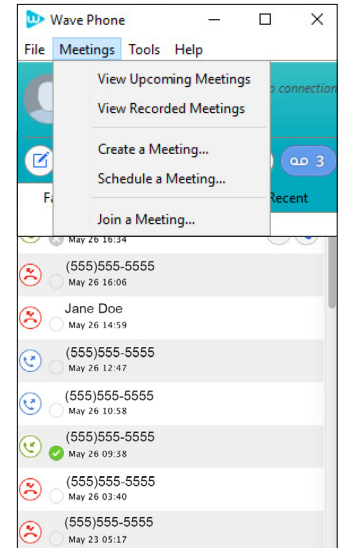 Wave Phone
File Meetings Tools Help
View Upcoming Meetings
connection
View Recorded Meetings
Create a Meeting...
3
Schedule a Meeting...
Recent
Join a Meeting...
May 26 16:34
(555)555-5555
May 26 16:06
Jane Doe
May 26 14:59
(555)555-5555
May 26 12:47
(555)555-5555
May 26 10:58
(555)555-5555
May 26 09:38
(555)555-5555
May 26 03:40
(555)555-5555
May 23 05:17